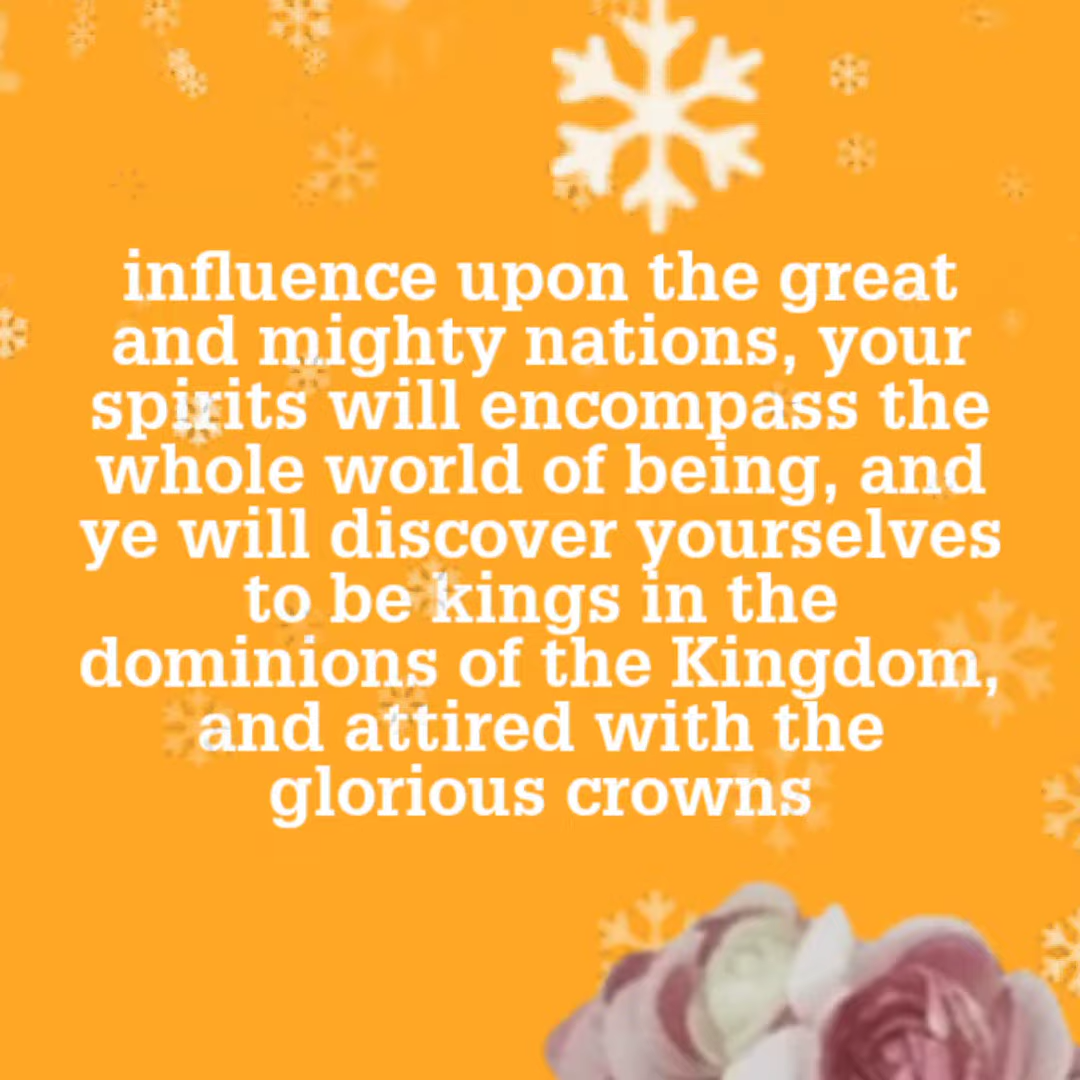 influence upon the great
and mighty nations, your
spirits will encompass the
whole world of being, and
ye will discover yourselves
to be kings in the
dominions of the Kingdom,
and attired with the
glorious crowns